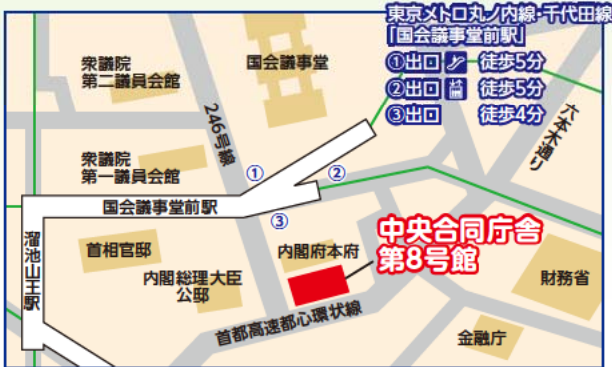 東京メトロ丸ノ内線・千代田線
「国会議事堂前駅」
①出口 徒歩5分
②出口 徒歩5分
③出口 徒歩4分
衆議院
第二議員会館
国会議事堂
246号線
六本木通り
衆議院
第一議員会館
①
②
③
国会議事堂前駅
溜池山王駅
首相官邸
内閣総理大臣
公邸
内閣府本府
中央合同庁舎
第8号館
財務省
首都高速都心環状線
金融庁